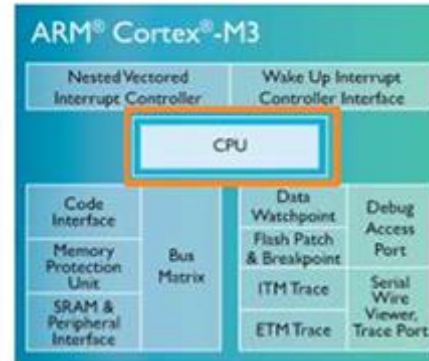 ARM® Cortex®-M3
Nested Vectored
Interrupt Controller
Wake Up Interrupt
Controller Interface
CPU
Code
Interface
Memory
Protection
Unit
SRAM &
Peripheral
Interface
Bus
Matrix
Data
Watchpoint
Flash Patch
& Breakpoint
ITM Trace
ETM Trace
Debug
Access
Port
Serial
Wire
Viewer,
Trace Port